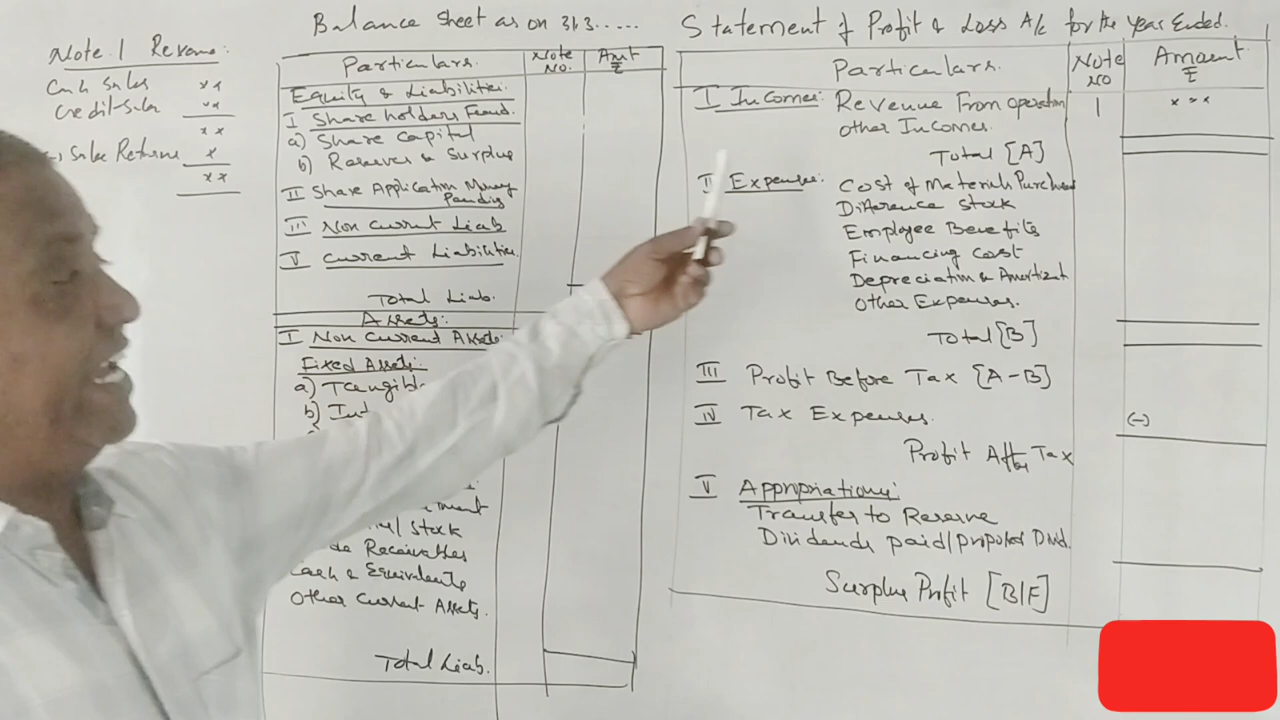 Note 1 Revenue:
Cash Sales xx
Credit Sales xx
xx
(-) Sales Returns x
xx
Balance Sheet as on 31.3.....
Particulars. Note No. Amt ₹
Equity & Liabilities.
I Share holders Fund.
a) Share Capital
b) Reserves & Surplus
II Share Application Money Pending
III Non Current Liab
V Current Liabilities.
Total Liab.
Assets:
I Non Current Assets:
Fixed Assets:
a) Tangib
b) Int
Stock
Receivables
Cash & Equivalents
Other Current Assets.
Total Liab.
Statement of Profit & Loss A/c for the Year Ended.
Particulars. Note No Amount ₹
I Incomes: Revenue From operation 1 xxx
Other Incomes.
Total [A]
II Expenses: Cost of Materials Purchased
Difference Stock
Employee Benefits
Financing Cost
Depreciation & Amortizat
Other Expenses.
Total [B]
III Profit Before Tax [A-B]
IV Tax Expenses. (-)
Profit After Tax
V Appropriations:
Transfer to Reserve
Dividends paid/proposed Divd.
Surplus Profit [B/F]